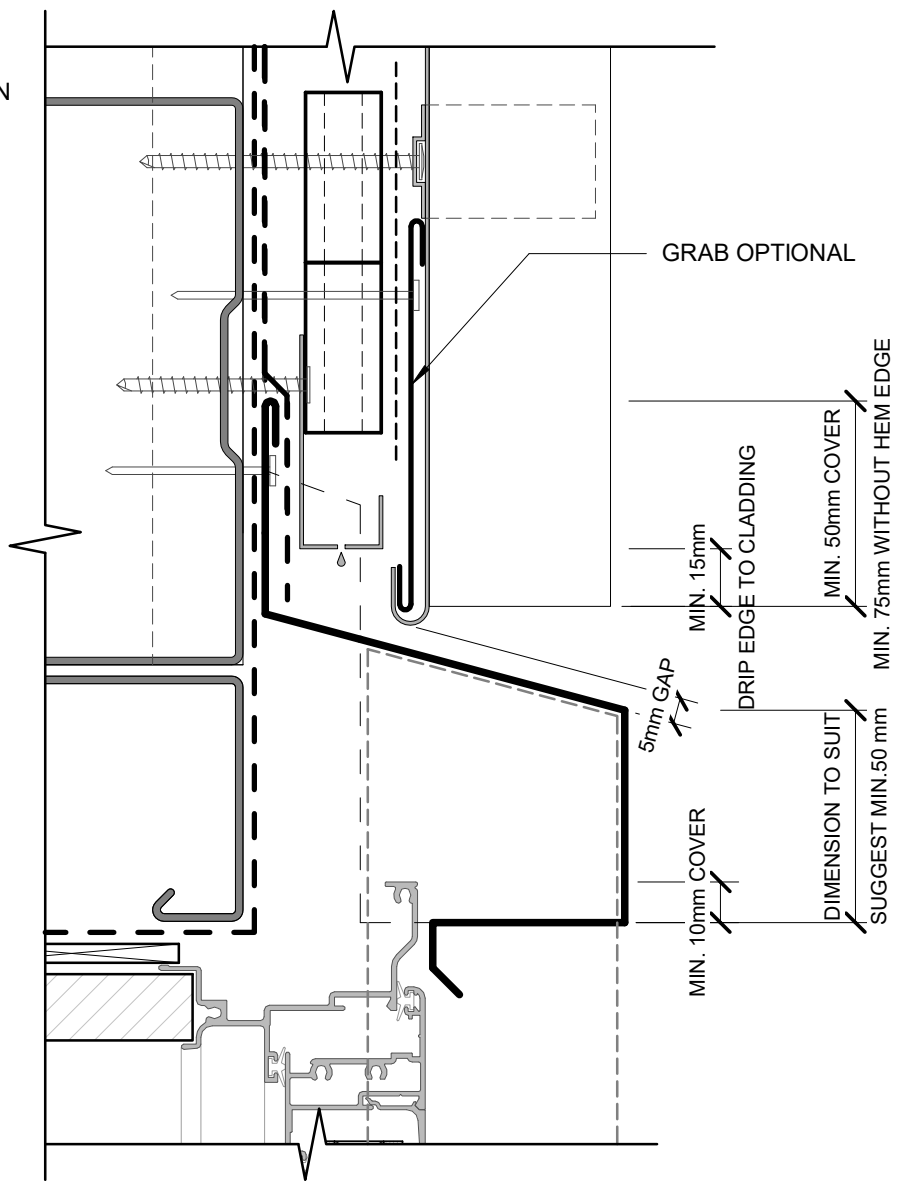 N
GRAB OPTIONAL
MIN. 15mm
DRIP EDGE TO CLADDING
MIN. 50mm COVER
MIN. 75mm WITHOUT HEM EDGE
5mm GAP
MIN. 10mm COVER
DIMENSION TO SUIT
SUGGEST MIN.50 mm